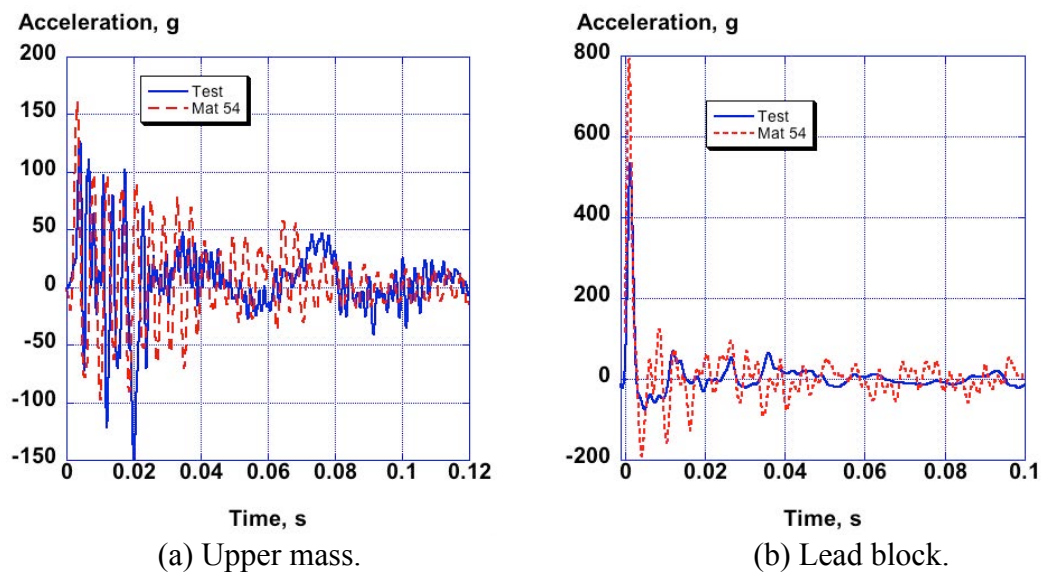 Acceleration, g
200
150
100
50
0
-50
-100
-150
0 0.02 0.04 0.06 0.08 0.1 0.12
Test
Mat 54
Time, s
(a) Upper mass.
Acceleration, g
800
600
400
200
0
-200
0 0.02 0.04 0.06 0.08 0.1
Test
Mat 54
Time, s
(b) Lead block.